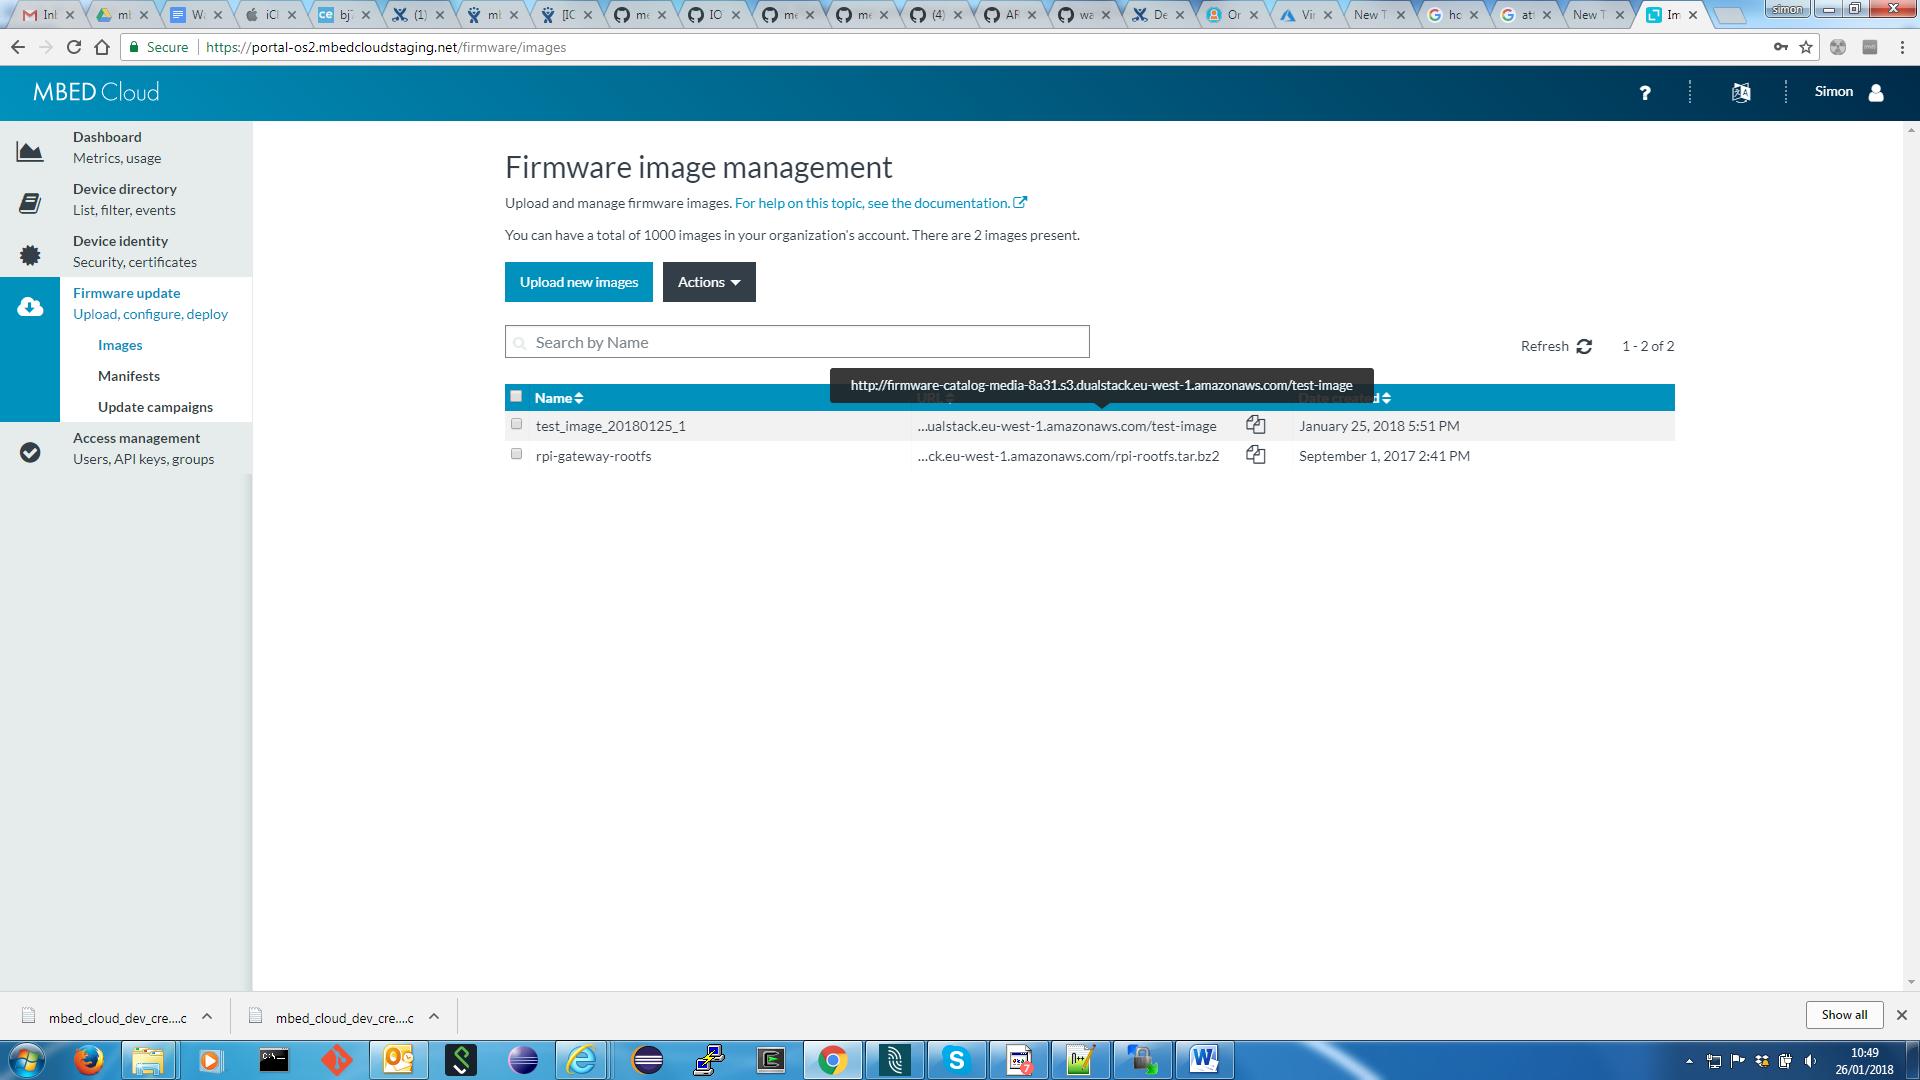 Inl
ml
Wa
iCl
ce bj7
(1)
ml
[IC
me
IO
me
me
(4)
AR
wa
De
Or
Vir
New T
ho
att
New T
Im
simon
Secure
https://portal-os2.mbedcloudstaging.net/firmware/images
MBED Cloud
?
Simon
Dashboard
Metrics, usage
Device directory
List, filter, events
Device identity
Security, certificates
Firmware update
Upload, configure, deploy
Images
Manifests
Update campaigns
Access management
Users, API keys, groups
Firmware image management
Upload and manage firmware images. For help on this topic, see the documentation.
You can have a total of 1000 images in your organization's account. There are 2 images present.
Upload new images
Actions
Search by Name
Refresh
1 - 2 of 2
http://firmware-catalog-media-8a31.s3.dualstack.eu-west-1.amazonaws.com/test-image
Name
URL
Date created
test_image_20180125_1
...ualstack.eu-west-1.amazonaws.com/test-image
January 25, 2018 5:51 PM
rpi-gateway-rootfs
...ck.eu-west-1.amazonaws.com/rpi-rootfs.tar.bz2
September 1, 2017 2:41 PM
mbed_cloud_dev_cre....c
mbed_cloud_dev_cre....c
Show all
10:49
26/01/2018